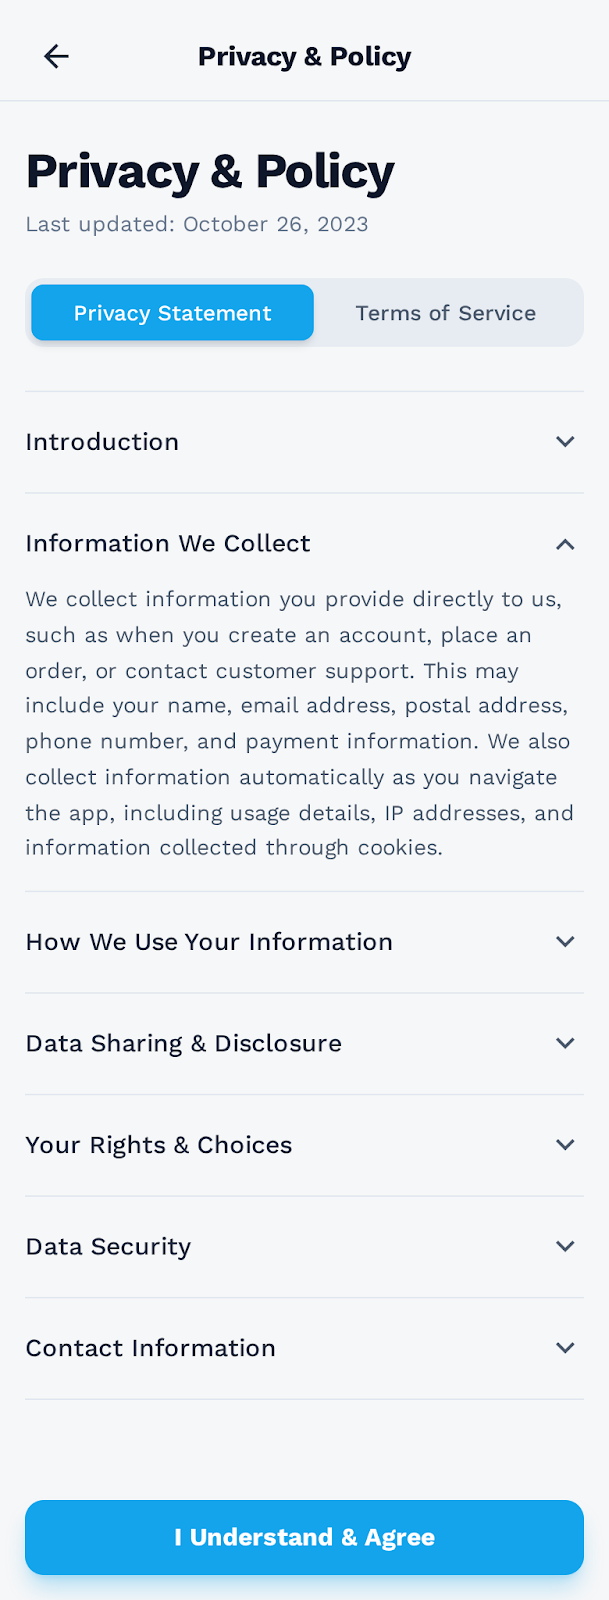 Privacy & Policy
Privacy & Policy
Last updated: October 26, 2023
Privacy Statement
Terms of Service
Introduction
Information We Collect
We collect information you provide directly to us,
such as when you create an account, place an
order, or contact customer support. This may
include your name, email address, postal address,
phone number, and payment information. We also
collect information automatically as you navigate
the app, including usage details, IP addresses, and
information collected through cookies.
How We Use Your Information
Data Sharing & Disclosure
Your Rights & Choices
Data Security
Contact Information
I Understand & Agree